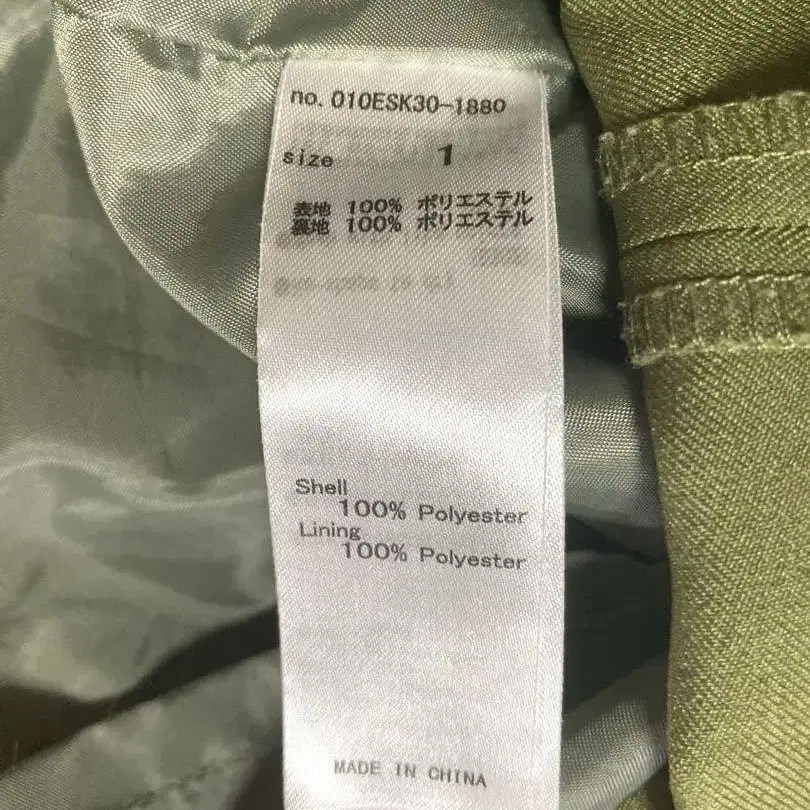 no. 010ESK30-1880
size 1
表地 100% ポリエステル
裏地 100% ポリエステル
Shell
100% Polyester
Lining
100% Polyester
MADE IN CHINA